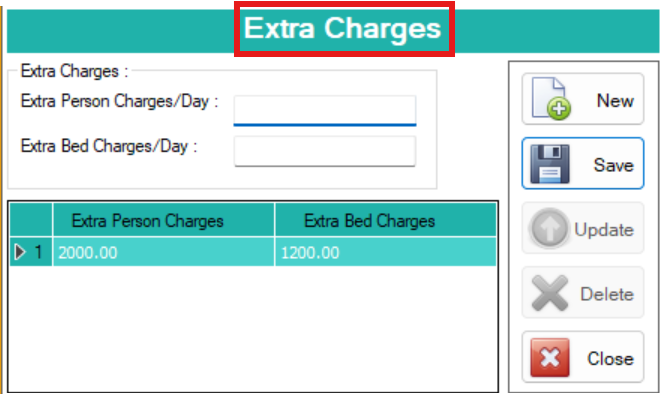 Extra Charges
Extra Charges :
Extra Person Charges/Day :
Extra Bed Charges/Day :
Extra Person Charges Extra Bed Charges
1 2000.00 1200.00
New
Save
Update
Delete
Close